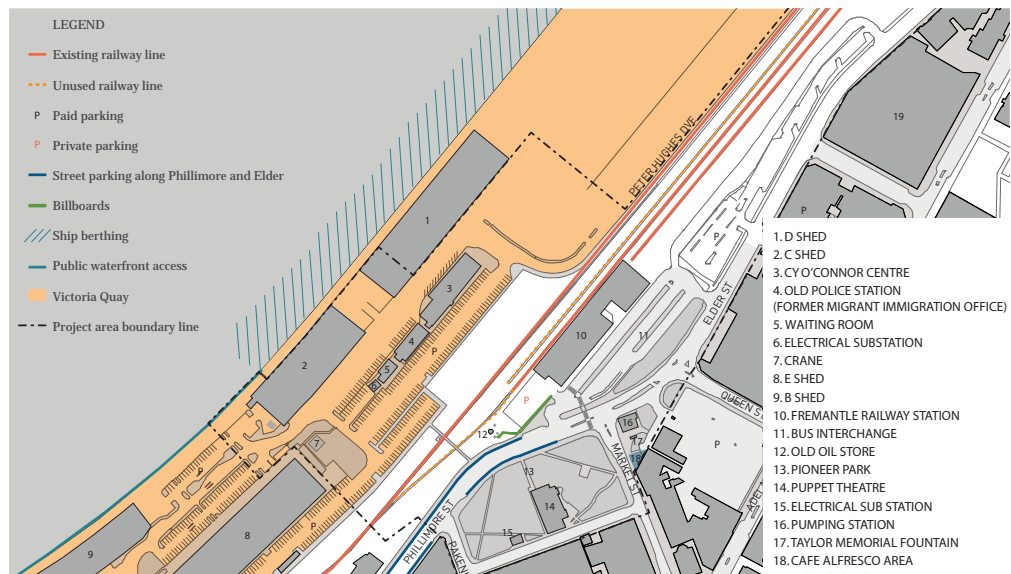 LEGEND
Existing railway line
Unused railway line
P Paid parking
P Private parking
Street parking along Phillimore and Elder
Billboards
Ship berthing
Public waterfront access
Victoria Quay
Project area boundary line
PETER HUGHES DVE
19
P
P
1
3
ELDER ST
10
11
4
P
2
5
6
P
QUEEN ST
16
12
17
7
MARKET ST
18
P
13
P
14
PHILLIMORE ST
15
8
P
9
PAKEN
ADEL
1. D SHED
2. C SHED
3. CY O'CONNOR CENTRE
4. OLD POLICE STATION
(FORMER MIGRANT IMMIGRATION OFFICE)
5. WAITING ROOM
6. ELECTRICAL SUBSTATION
7. CRANE
8. E SHED
9. B SHED
10. FREMANTLE RAILWAY STATION
11. BUS INTERCHANGE
12. OLD OIL STORE
13. PIONEER PARK
14. PUPPET THEATRE
15. ELECTRICAL SUB STATION
16. PUMPING STATION
17. TAYLOR MEMORIAL FOUNTAIN
18. CAFE ALFRESCO AREA